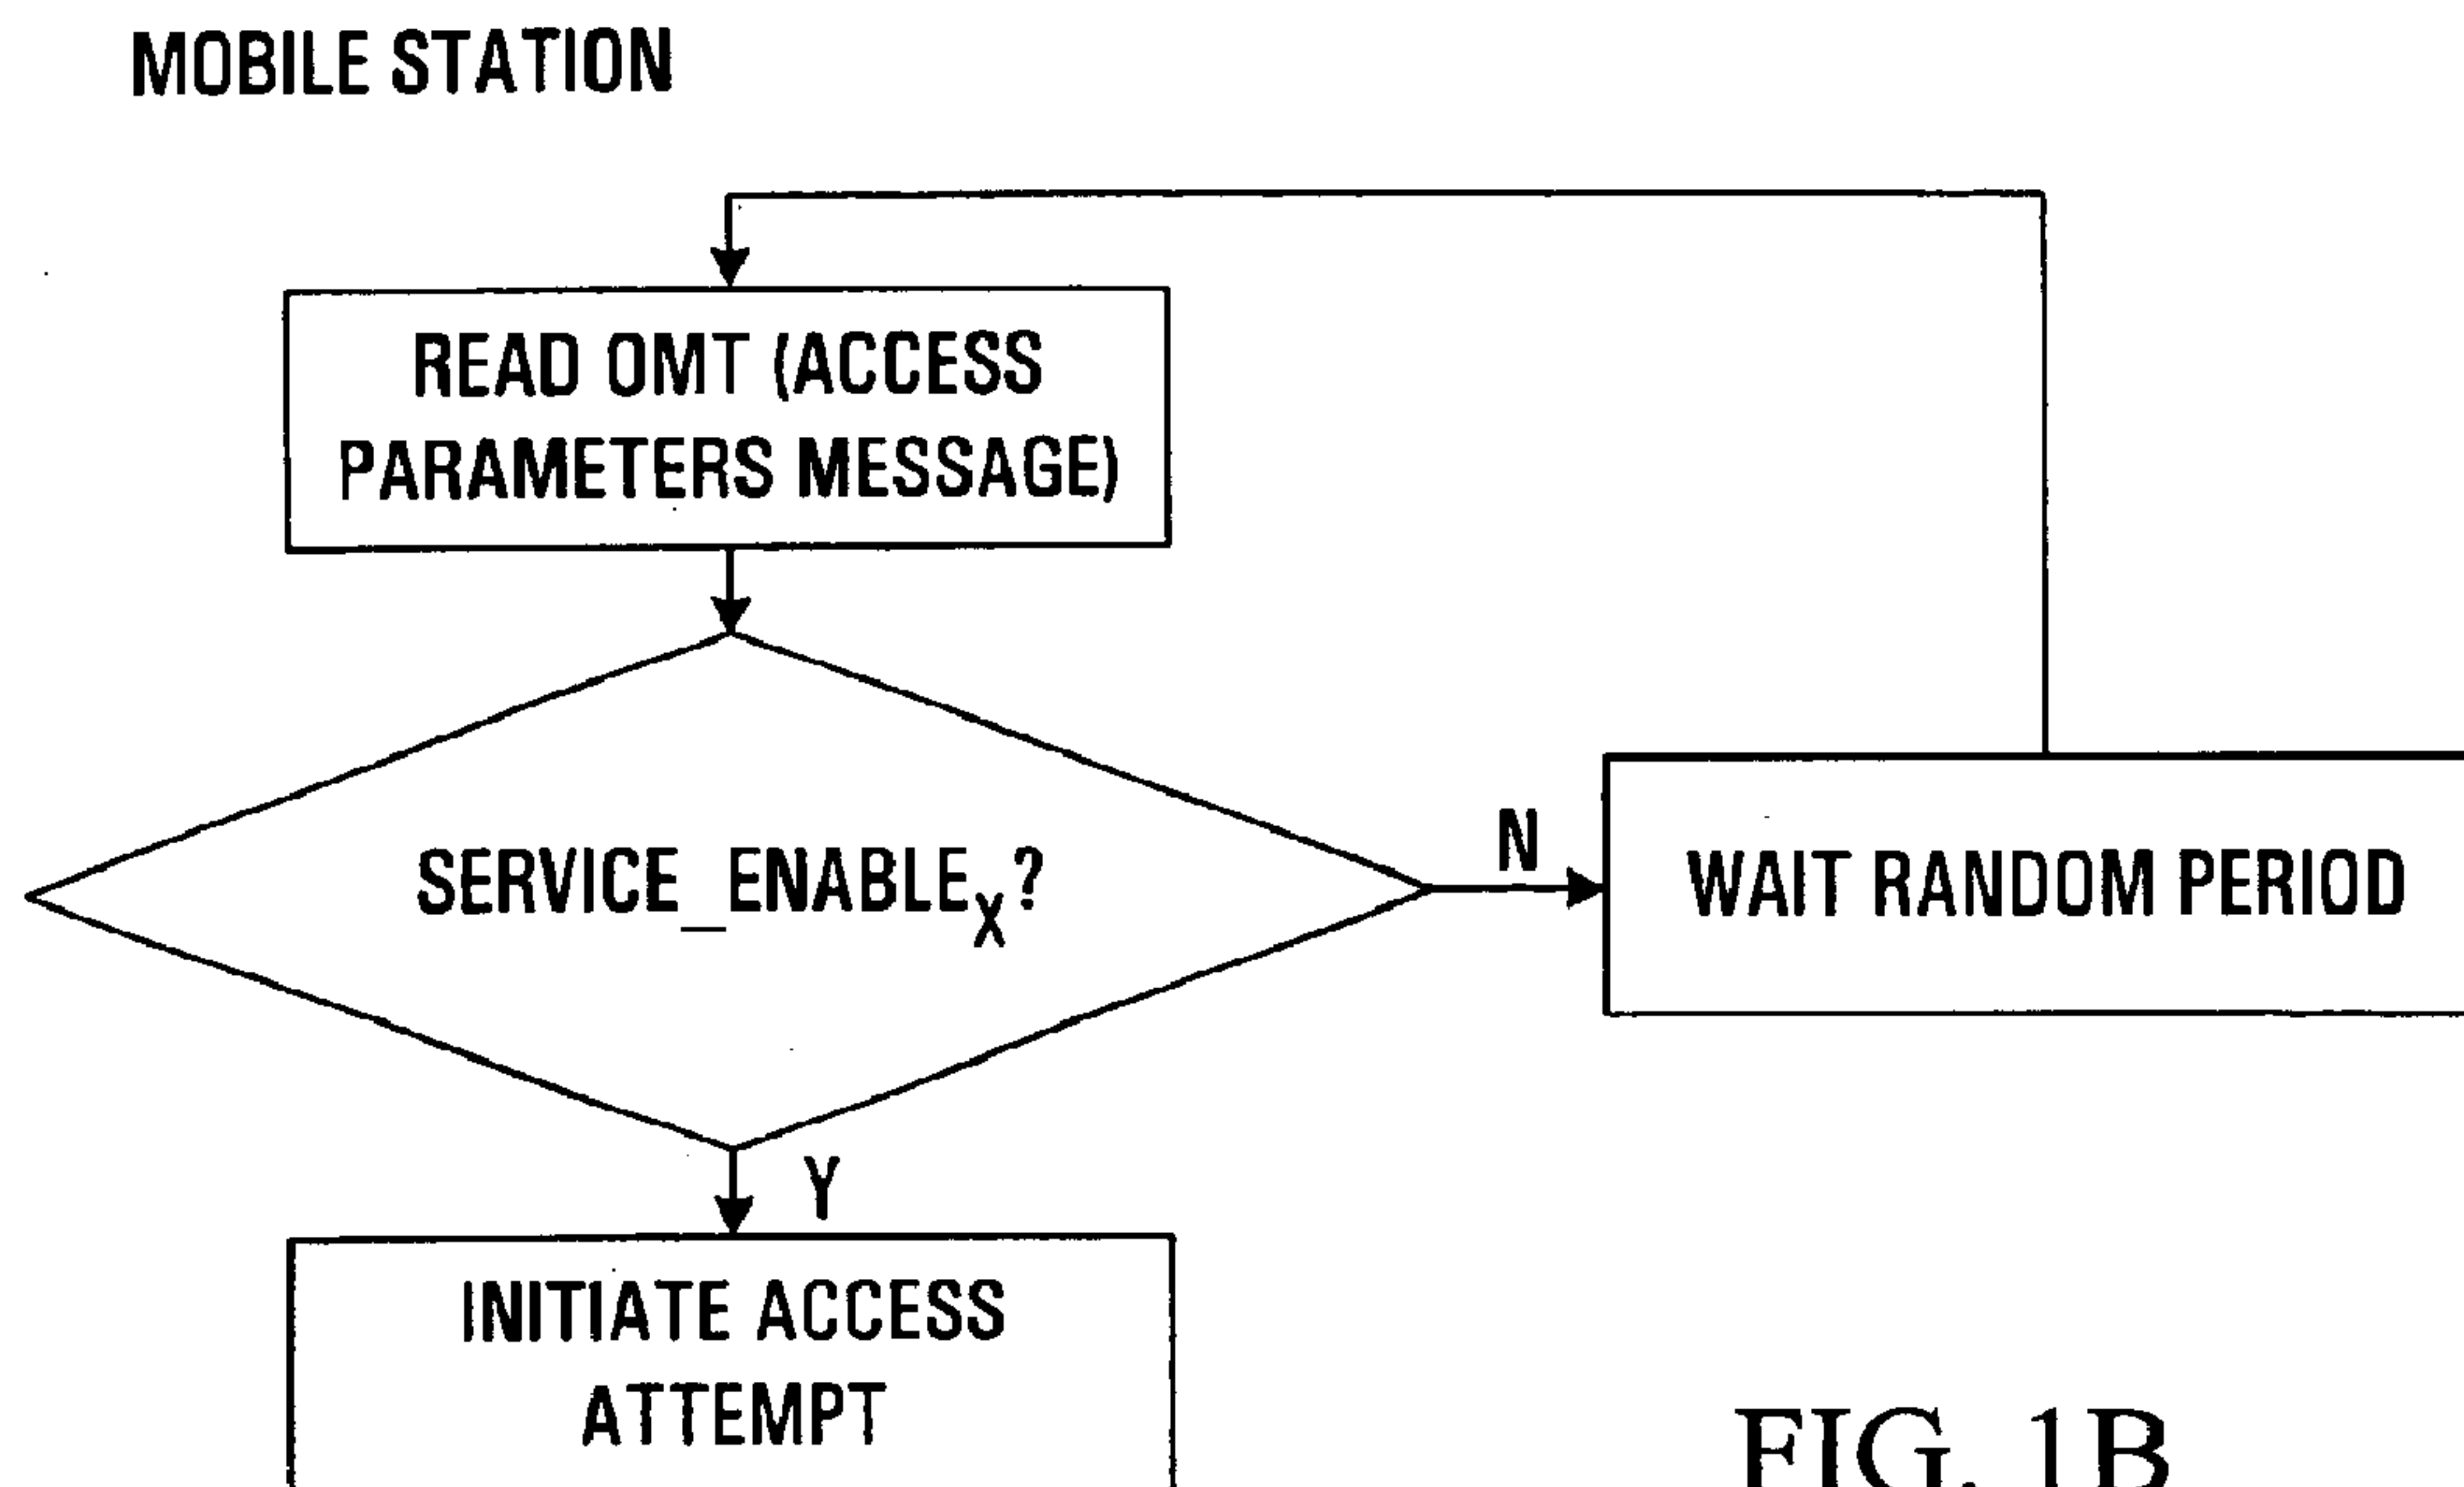 MOBILE STATION
READ OMT (ACCESS
PARAMETERS MESSAGE)
SERVICE_ENABLEX?
N
WAIT RANDOM PERIOD
Y
INITIATE ACCESS
ATTEMPT
FIG. 1B